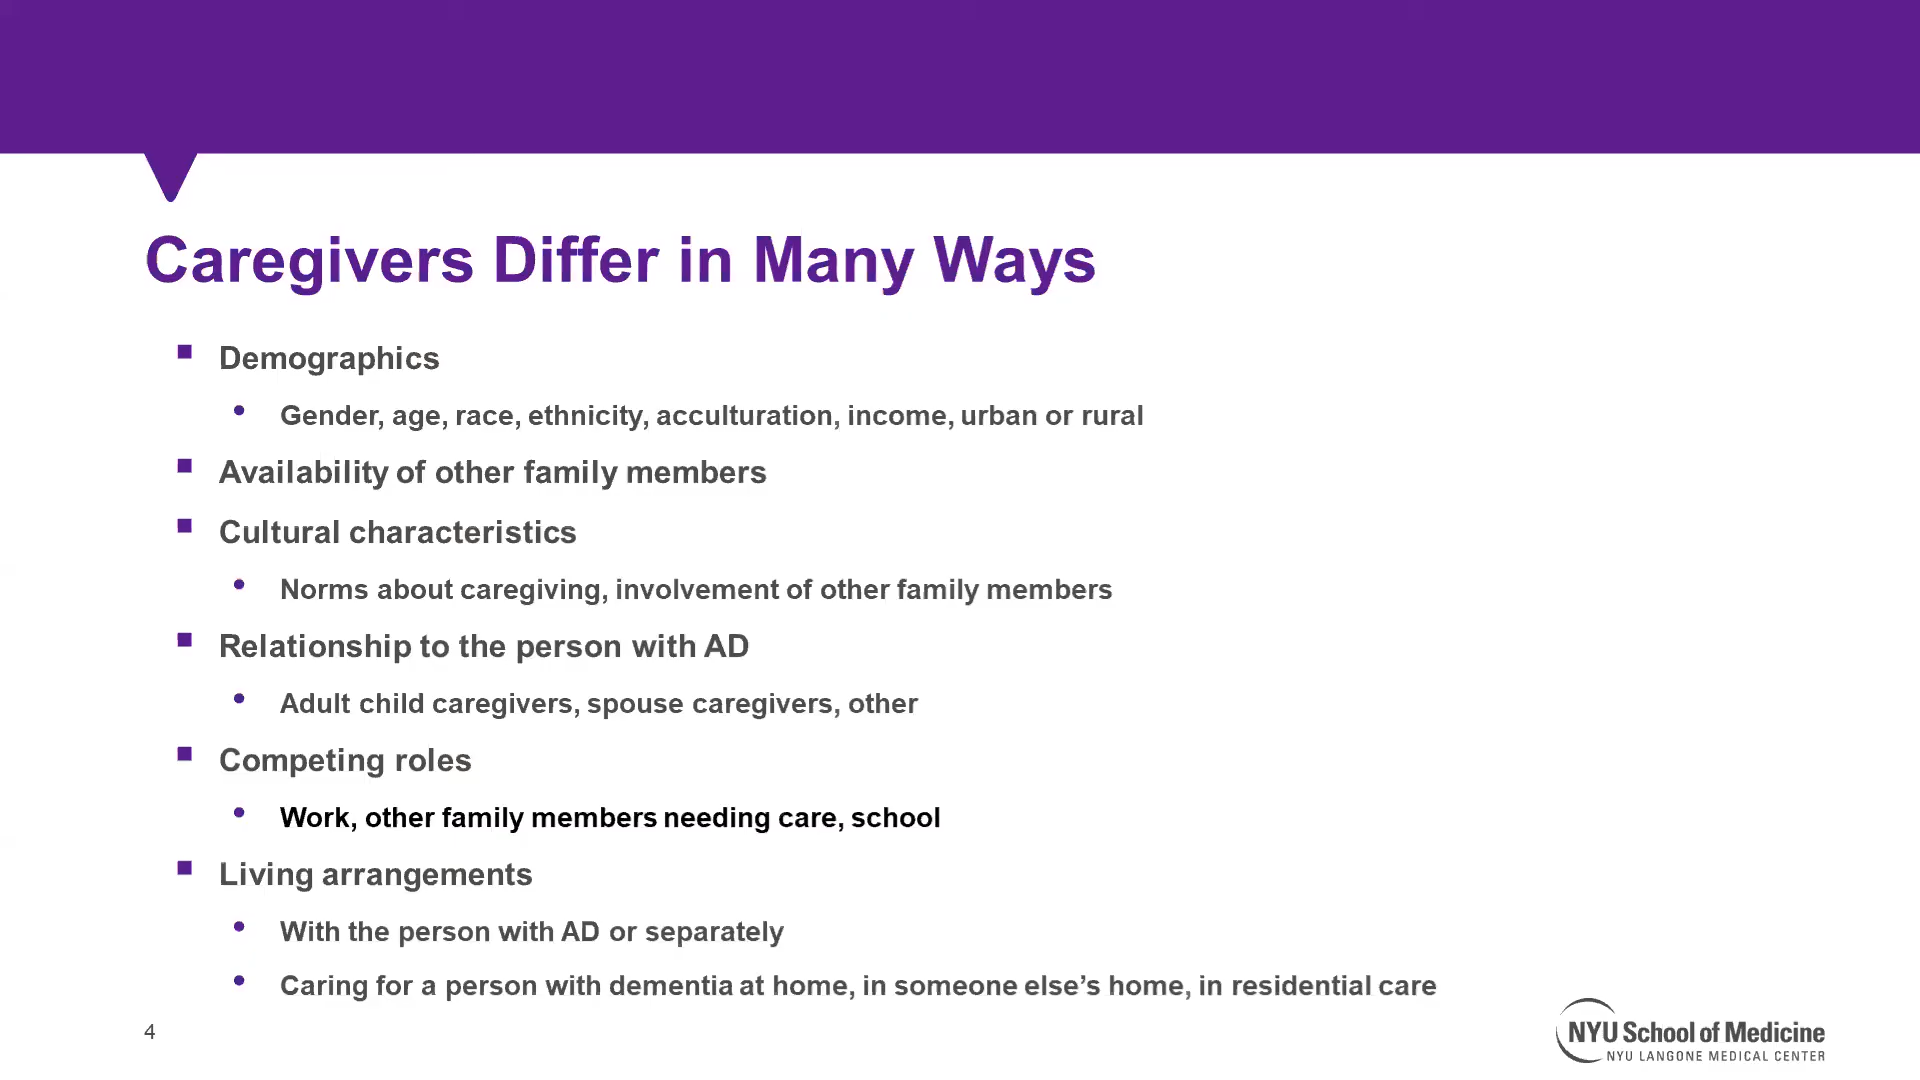 Caregivers Differ in Many Ways
Demographics
Gender, age, race, ethnicity, acculturation, income, urban or rural
Availability of other family members
Cultural characteristics
Norms about caregiving, involvement of other family members
Relationship to the person with AD
Adult child caregivers, spouse caregivers, other
Competing roles
Work, other family members needing care, school
Living arrangements
With the person with AD or separately
Caring for a person with dementia at home, in someone else’s home, in residential care
4
NYU School of Medicine
NYU LANGONE MEDICAL CENTER